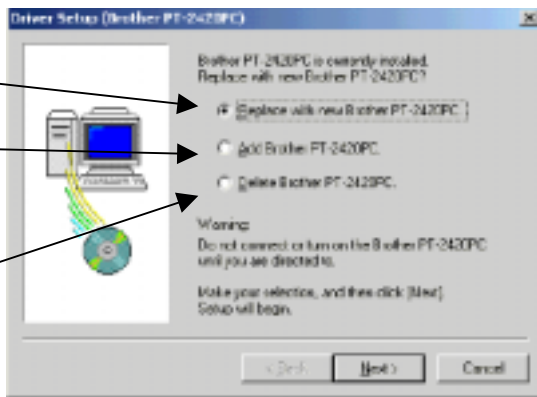 Driver Setup (Brother PT-2420PC)
Brother PT-2420PC is currently installed.
Replace with new Brother PT-2420PC?
Replace with new Brother PT-2420PC.
Add Brother PT-2420PC.
Delete Brother PT-2420PC.
Warning:
Do not connect or turn on the Brother PT-2420PC
until you are directed to.
Make your selection, and then click [Next].
Setup will begin.
< Back Next > Cancel